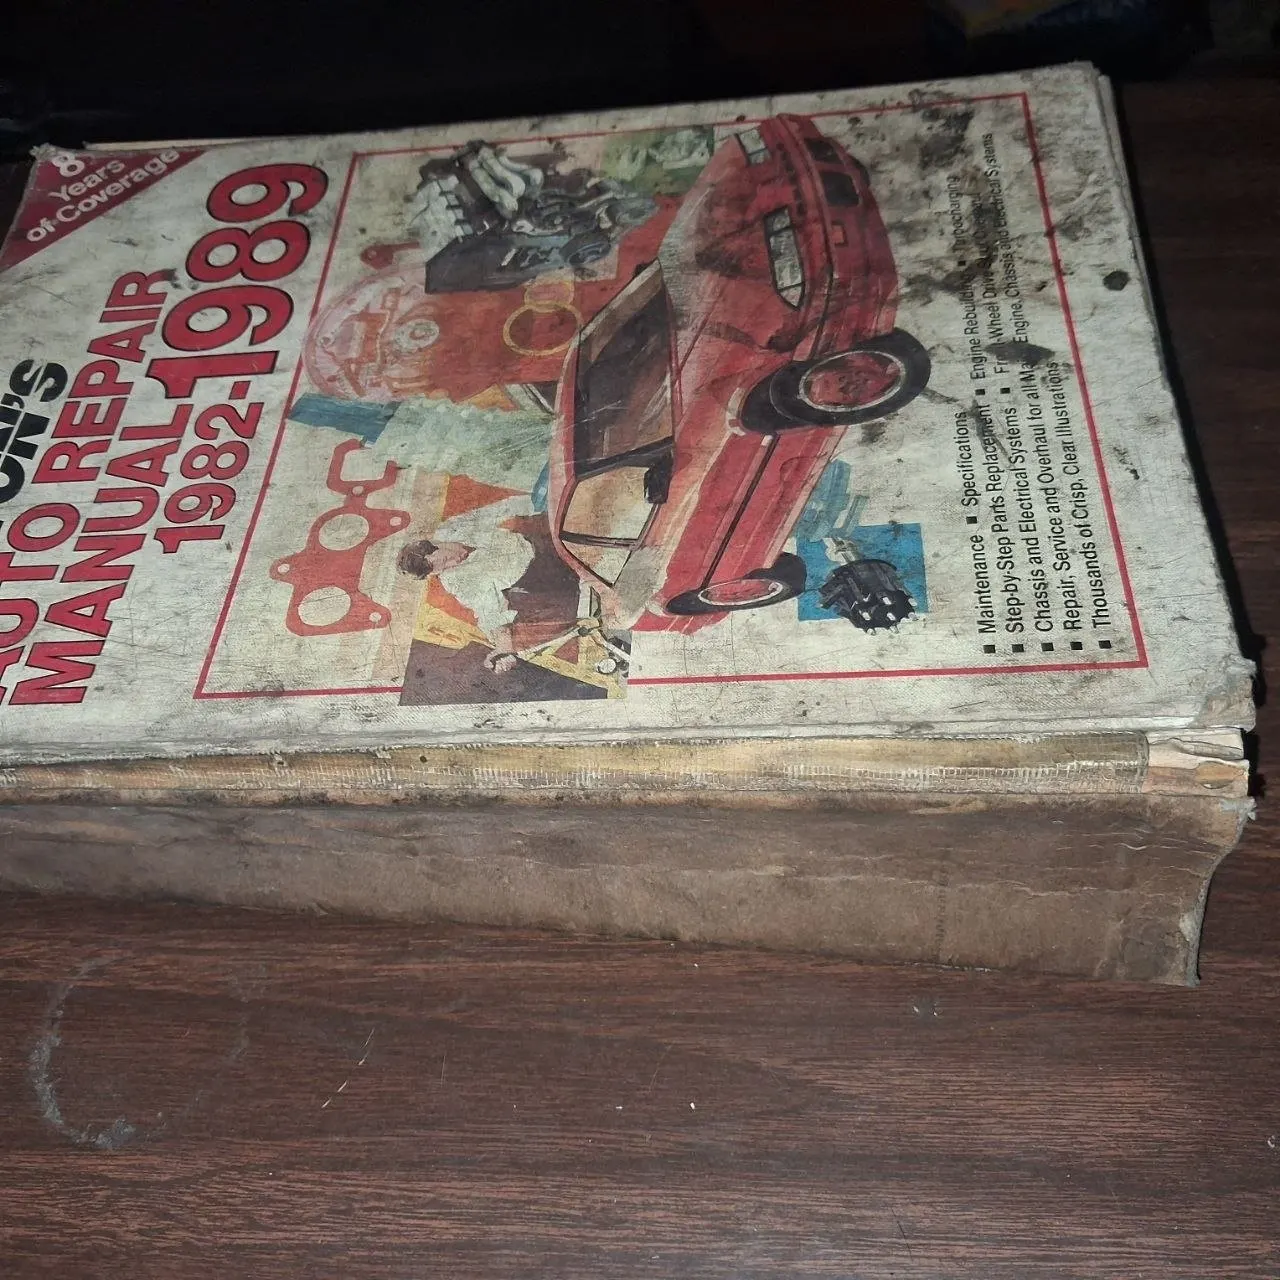 8
Years
of Coverage
AUTO REPAIR
MANUAL 1989
1982-
■ Maintenance ■ Specifications
■ Step-by-Step Parts Replacement ■ Engine Rebuilding ■ Turbocharging
■ Chassis and Electrical Systems ■ Front-Wheel Drive
■ Repair, Service and Overhaul for all Major Engine, Chassis and Electrical Systems
■ Thousands of Crisp, Clear Illustrations